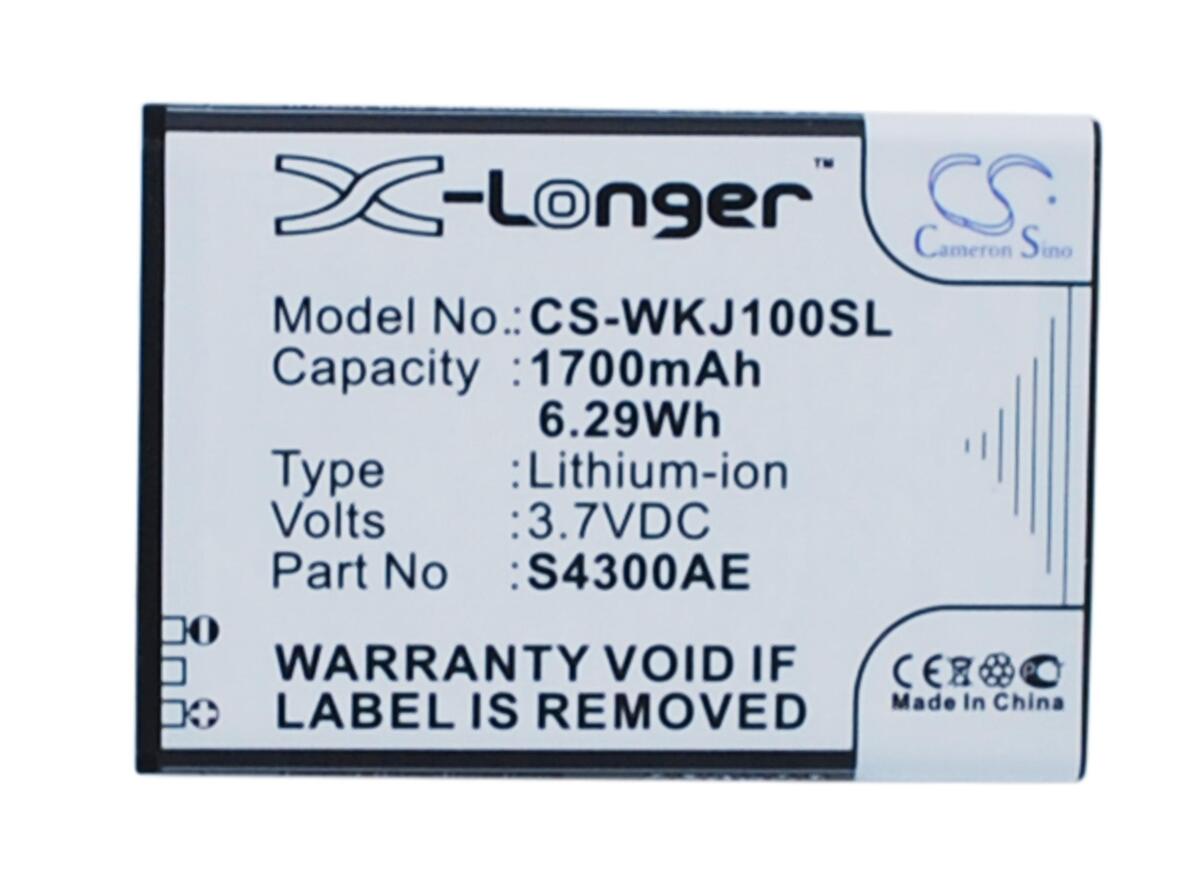 X-Longer™
CS
Cameron Sino
Model No.:CS-WKJ100SL
Capacity :1700mAh
6.29Wh
Type :Lithium-ion
Volts :3.7VDC
Part No :S4300AE
WARRANTY VOID IF
LABEL IS REMOVED
CE
Made In China